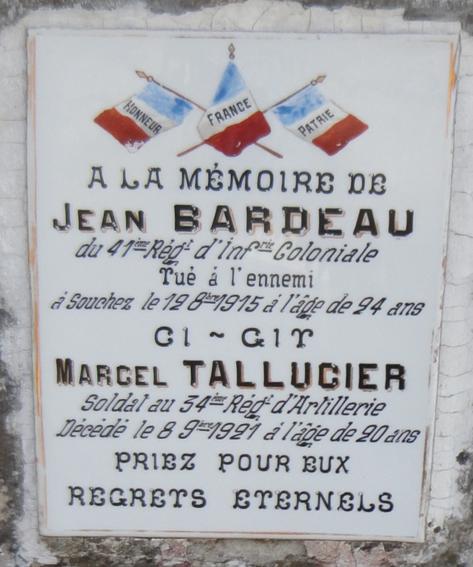 HONNEUR
FRANCE
PATRIE
A LA MÉMOIRE DE
JEAN BARDEAU
du 41ème Régt d'Infrie Coloniale
Tué à l'ennemi
à Souchez le 12 8bre 1915 à l'âge de 24 ans
CI ~ GIT
MARCEL TALLUCIER
Soldat au 34ème Régt d'Artillerie
Décédé le 8 9bre 1921 à l'âge de 20 ans
PRIEZ POUR EUX
REGRETS ETERNELS